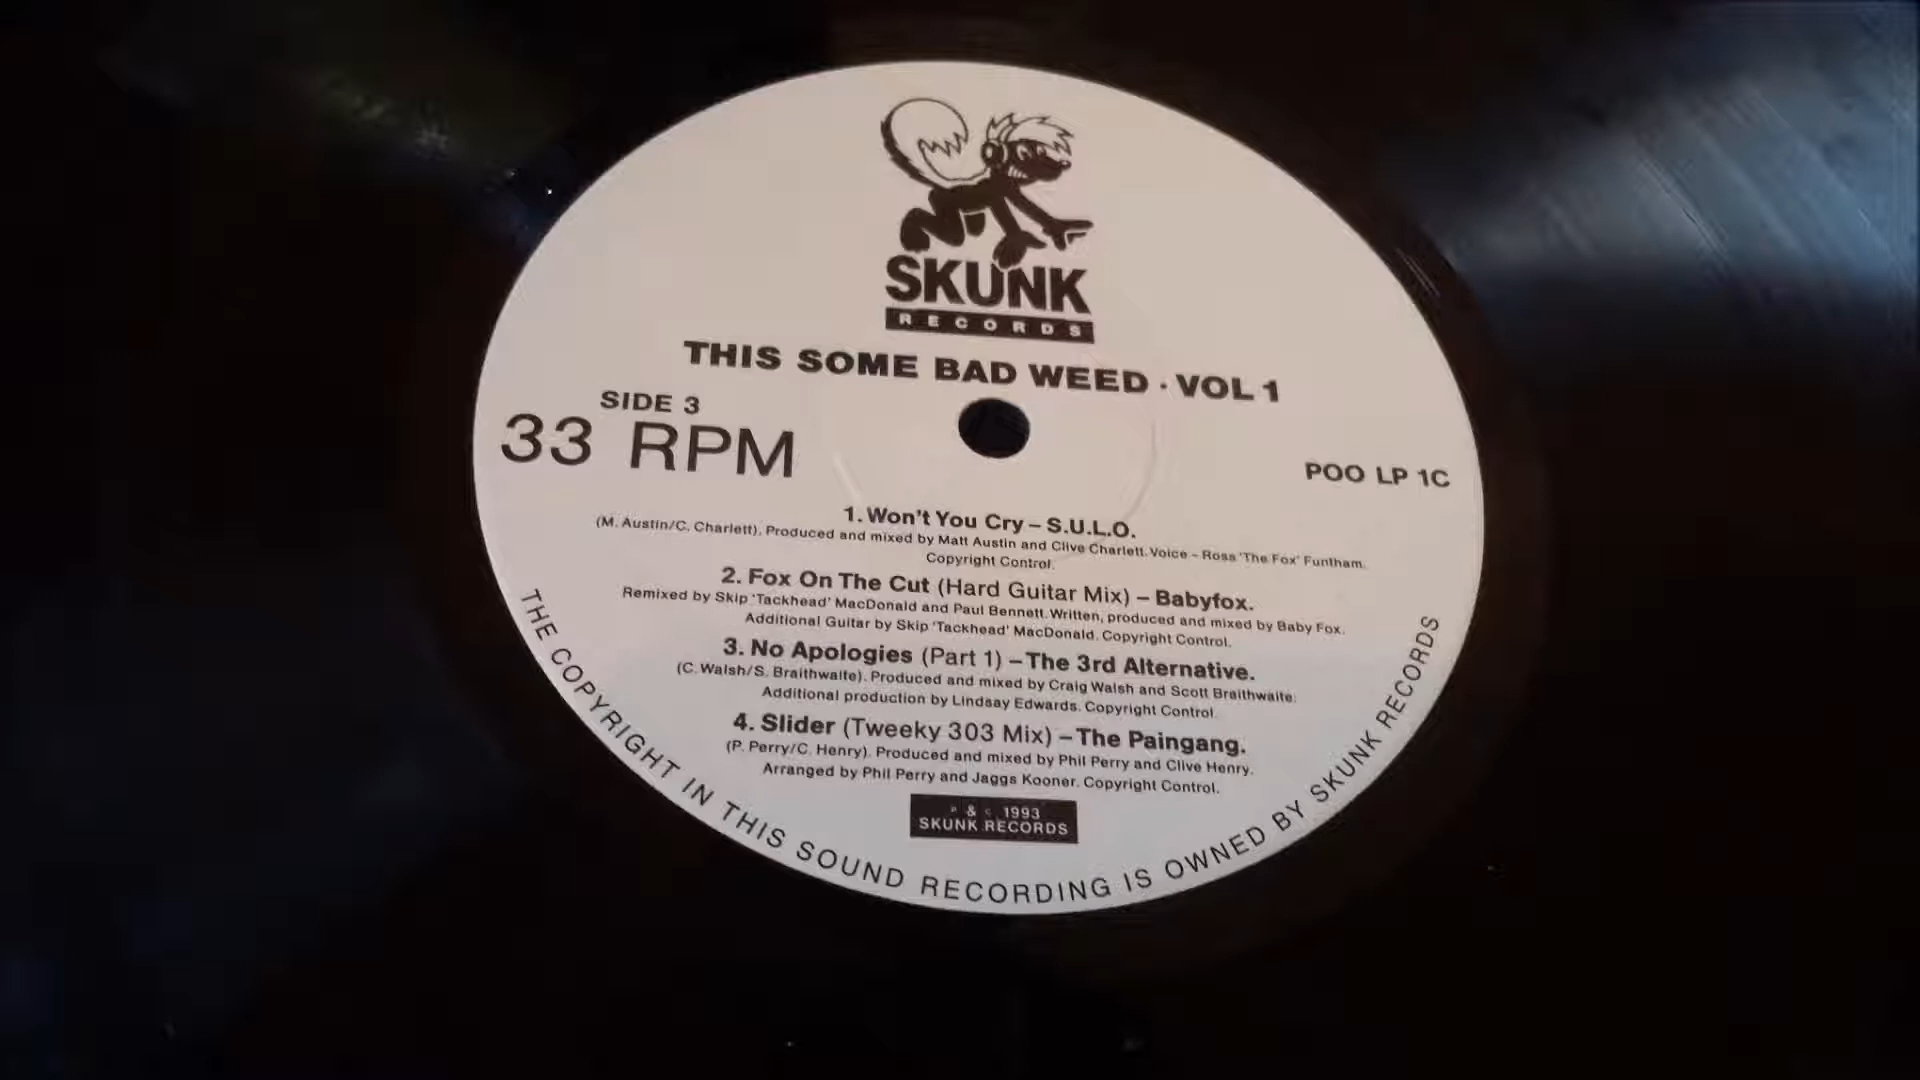 SKUNK
RECORDS
THIS SOME BAD WEED · VOL 1
SIDE 3
33 RPM
POO LP 1C
1. Won't You Cry – S.U.L.O.
(M. Austin/C. Charlett). Produced and mixed by Matt Austin and Clive Charlett. Voice – Ross 'The Fox' Funtham.
Copyright Control.
2. Fox On The Cut (Hard Guitar Mix) – Babyfox.
Remixed by Skip 'Tackhead' MacDonald and Paul Bennett. Written, produced and mixed by Baby Fox.
Additional Guitar by Skip 'Tackhead' MacDonald. Copyright Control.
3. No Apologies (Part 1) – The 3rd Alternative.
(C. Walsh/S. Braithwaite). Produced and mixed by Craig Walsh and Scott Braithwaite.
Additional production by Lindsay Edwards. Copyright Control.
4. Slider (Tweeky 303 Mix) – The Paingang.
(P. Perry/C. Henry). Produced and mixed by Phil Perry and Clive Henry.
Arranged by Phil Perry and Jaggs Kooner. Copyright Control.
℗ & © 1993
SKUNK RECORDS
THE COPYRIGHT IN THIS SOUND RECORDING IS OWNED BY SKUNK RECORDS